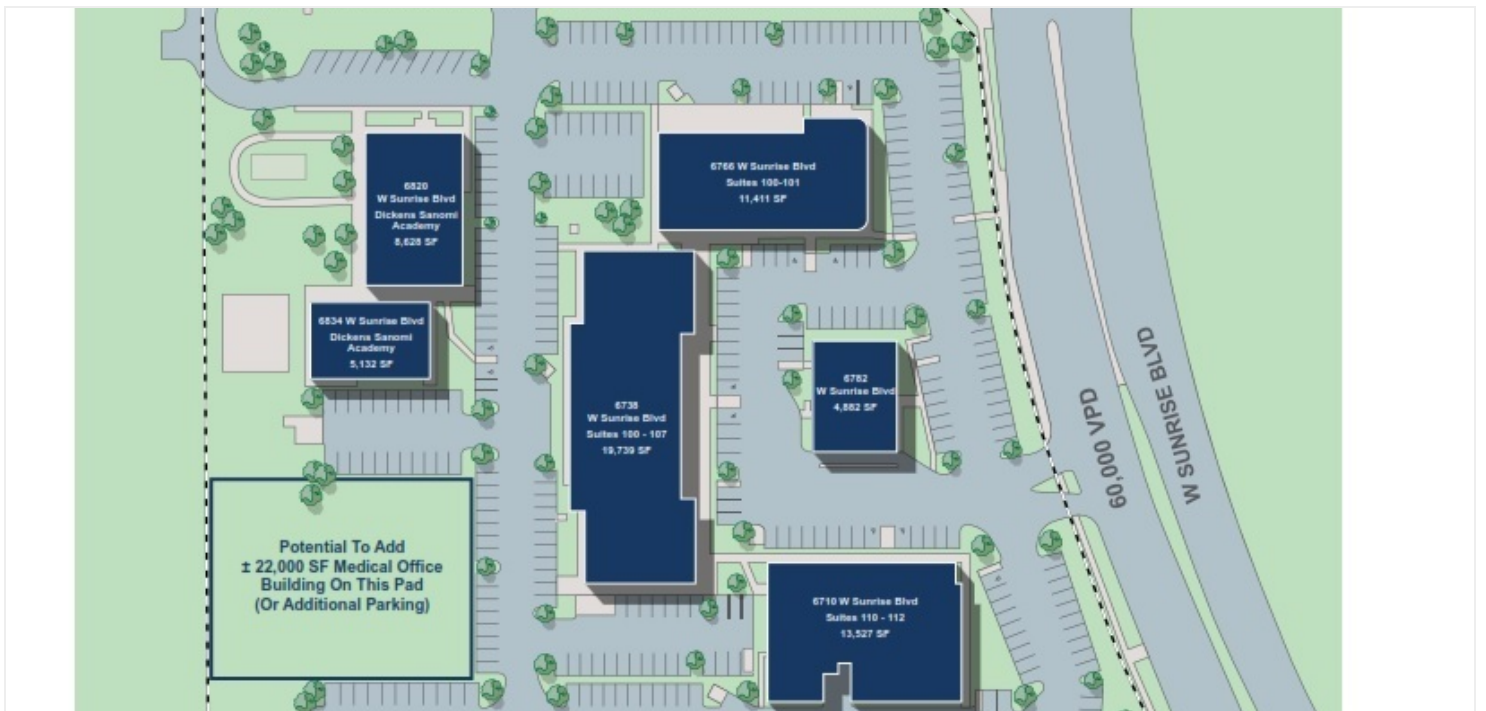 6820
W Sunrise Blvd
Dickens Sanomi
Academy
8,628 SF
6766 W Sunrise Blvd
Suites 100-101
11,411 SF
6834 W Sunrise Blvd
Dickens Sanomi
Academy
5,132 SF
6738
W Sunrise Blvd
Suites 100 - 107
19,739 SF
6782
W Sunrise Blvd
4,882 SF
60,000 VPD
W SUNRISE BLVD
Potential To Add
± 22,000 SF Medical Office
Building On This Pad
(Or Additional Parking)
6710 W Sunrise Blvd
Suites 110 - 112
13,527 SF